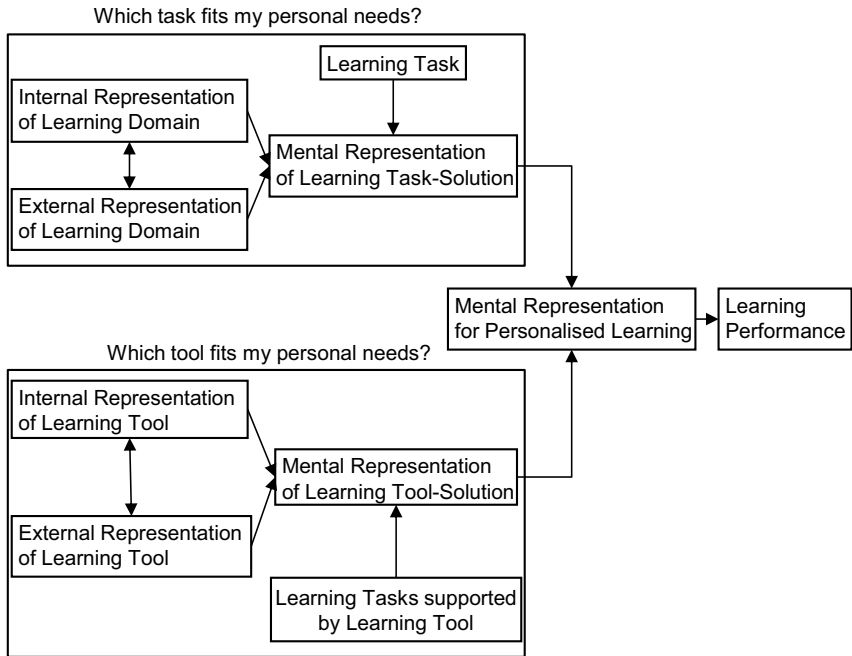 Which task fits my personal needs?
Learning Task
Internal Representation
of Learning Domain
Mental Representation
of Learning Task-Solution
External Representation
of Learning Domain
Mental Representation
for Personalised Learning
Learning
Performance
Which tool fits my personal needs?
Internal Representation
of Learning Tool
Mental Representation
of Learning Tool-Solution
External Representation
of Learning Tool
Learning Tasks supported
by Learning Tool